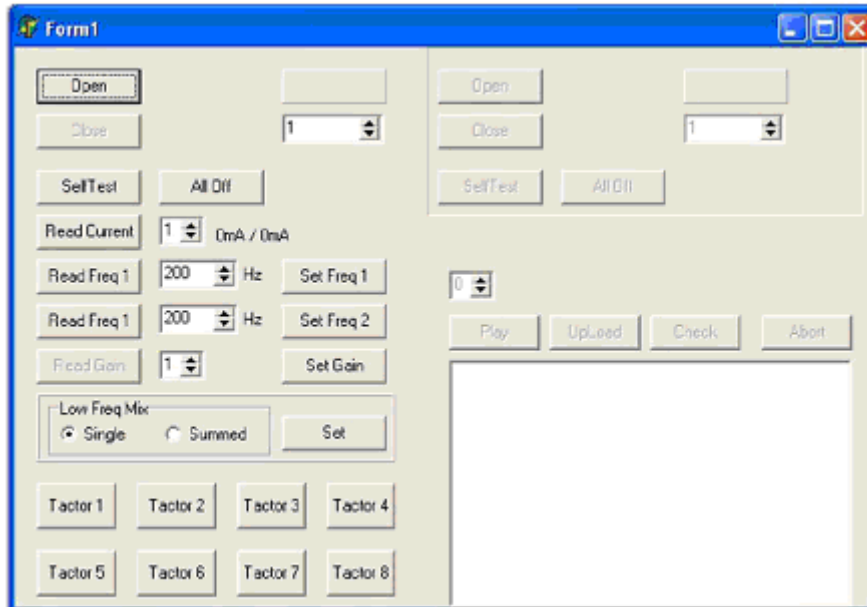 Form1
Open
Close
1
SelfTest
All Off
Read Current
1
0mA / 0mA
Read Freq 1
200
Hz
Set Freq 1
Read Freq 1
200
Hz
Set Freq 2
Read Gain
1
Set Gain
Low Freq Mix
Single
Summed
Set
Tactor 1
Tactor 2
Tactor 3
Tactor 4
Tactor 5
Tactor 6
Tactor 7
Tactor 8
Open
Close
1
SelfTest
All Off
0
Play
UpLoad
Check
Abort